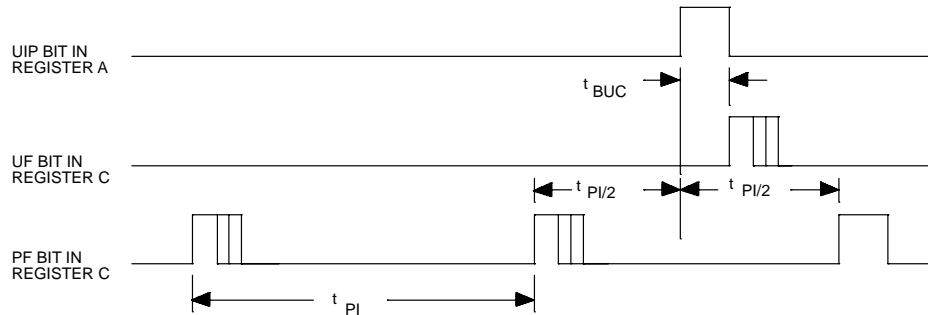 UIP BIT IN
REGISTER A
t BUC
UF BIT IN
REGISTER C
t PI/2
t PI/2
PF BIT IN
REGISTER C
t PI